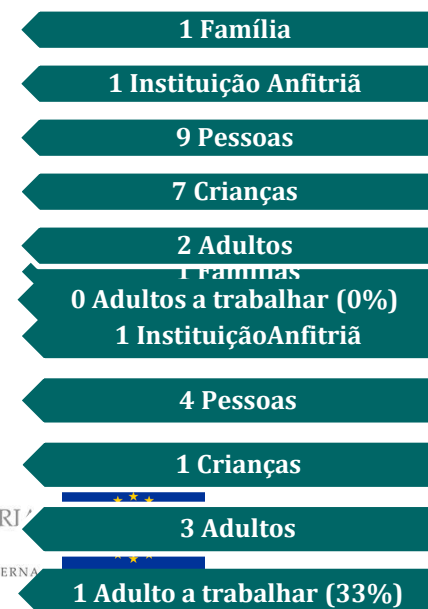 1 Família
1 Instituição Anfitriã
9 Pessoas
7 Crianças
2 Adultos
1 Famílias
0 Adultos a trabalhar (0%)
1 InstituiçãoAnfitriã
4 Pessoas
1 Crianças
3 Adultos
1 Adulto a trabalhar (33%)